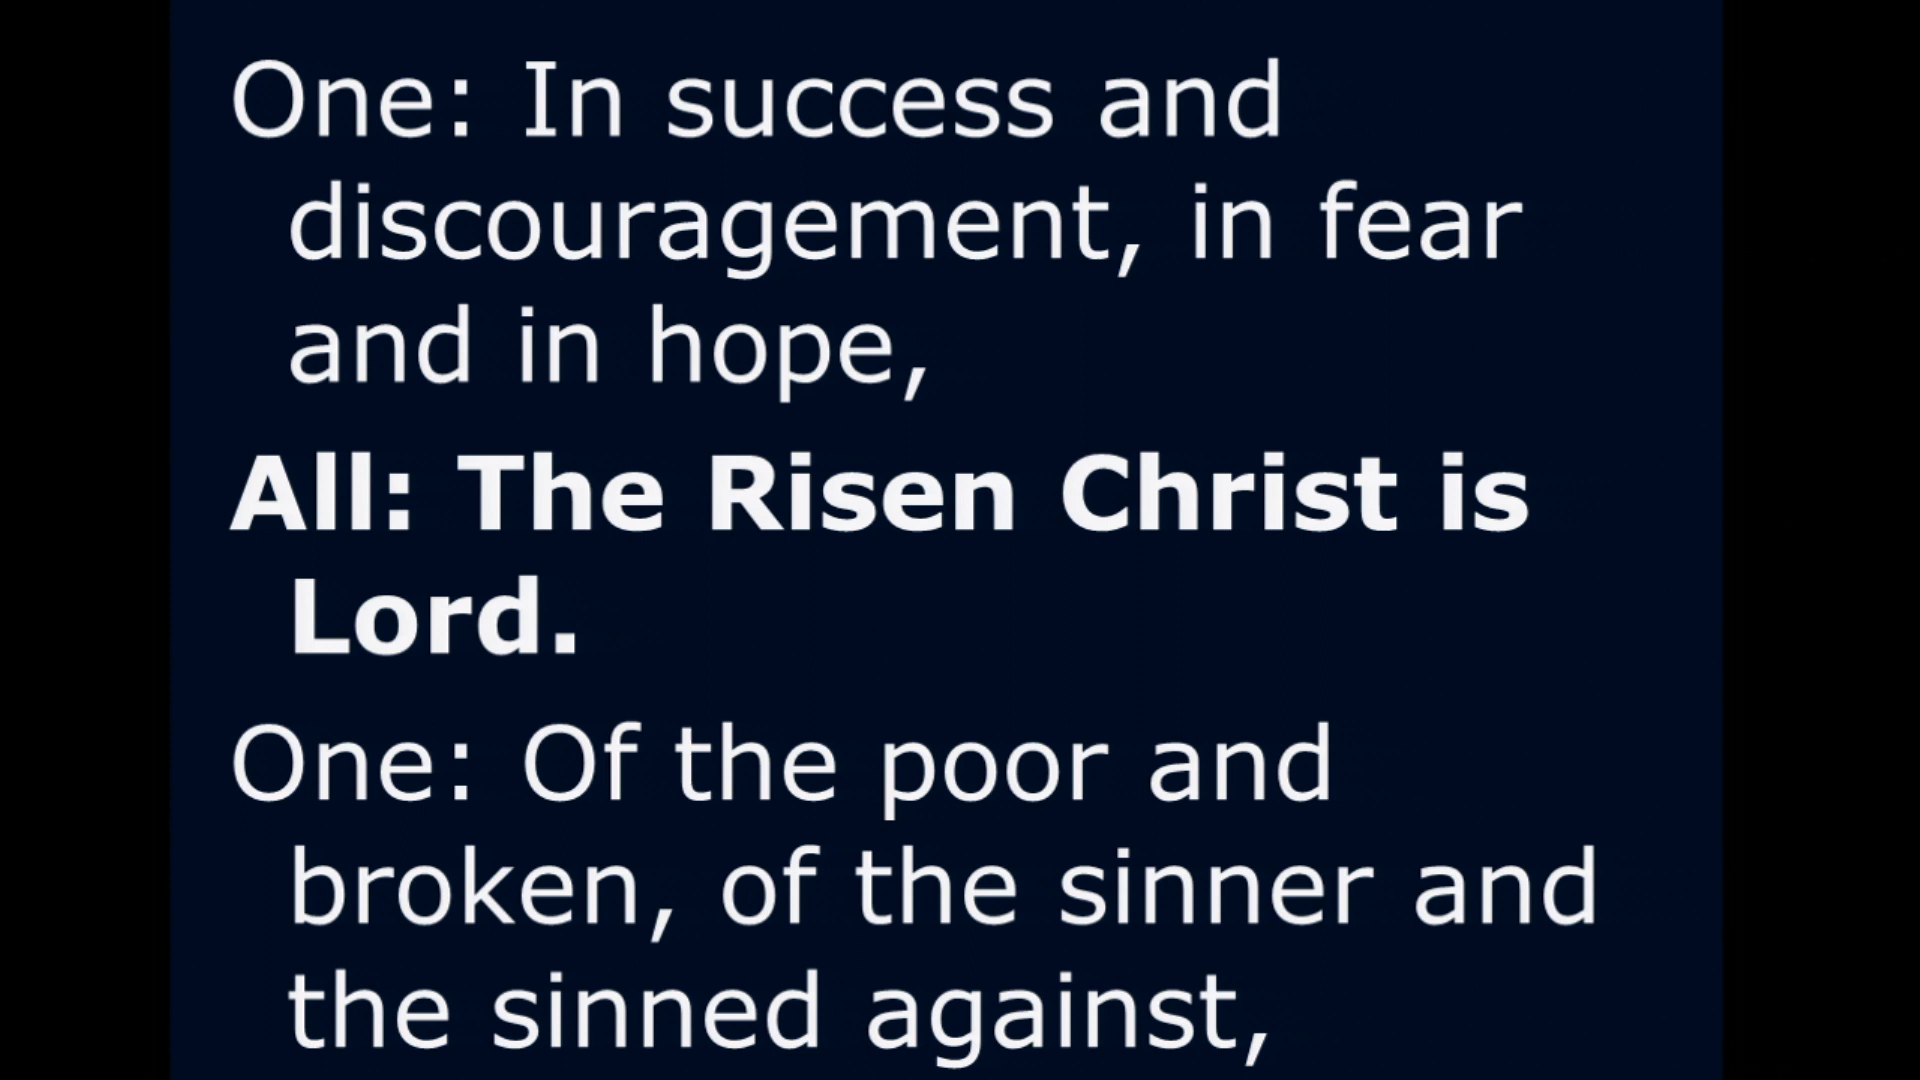 One: In success and
discouragement, in fear
and in hope,
All: The Risen Christ is
Lord.
One: Of the poor and
broken, of the sinner and
the sinned against,